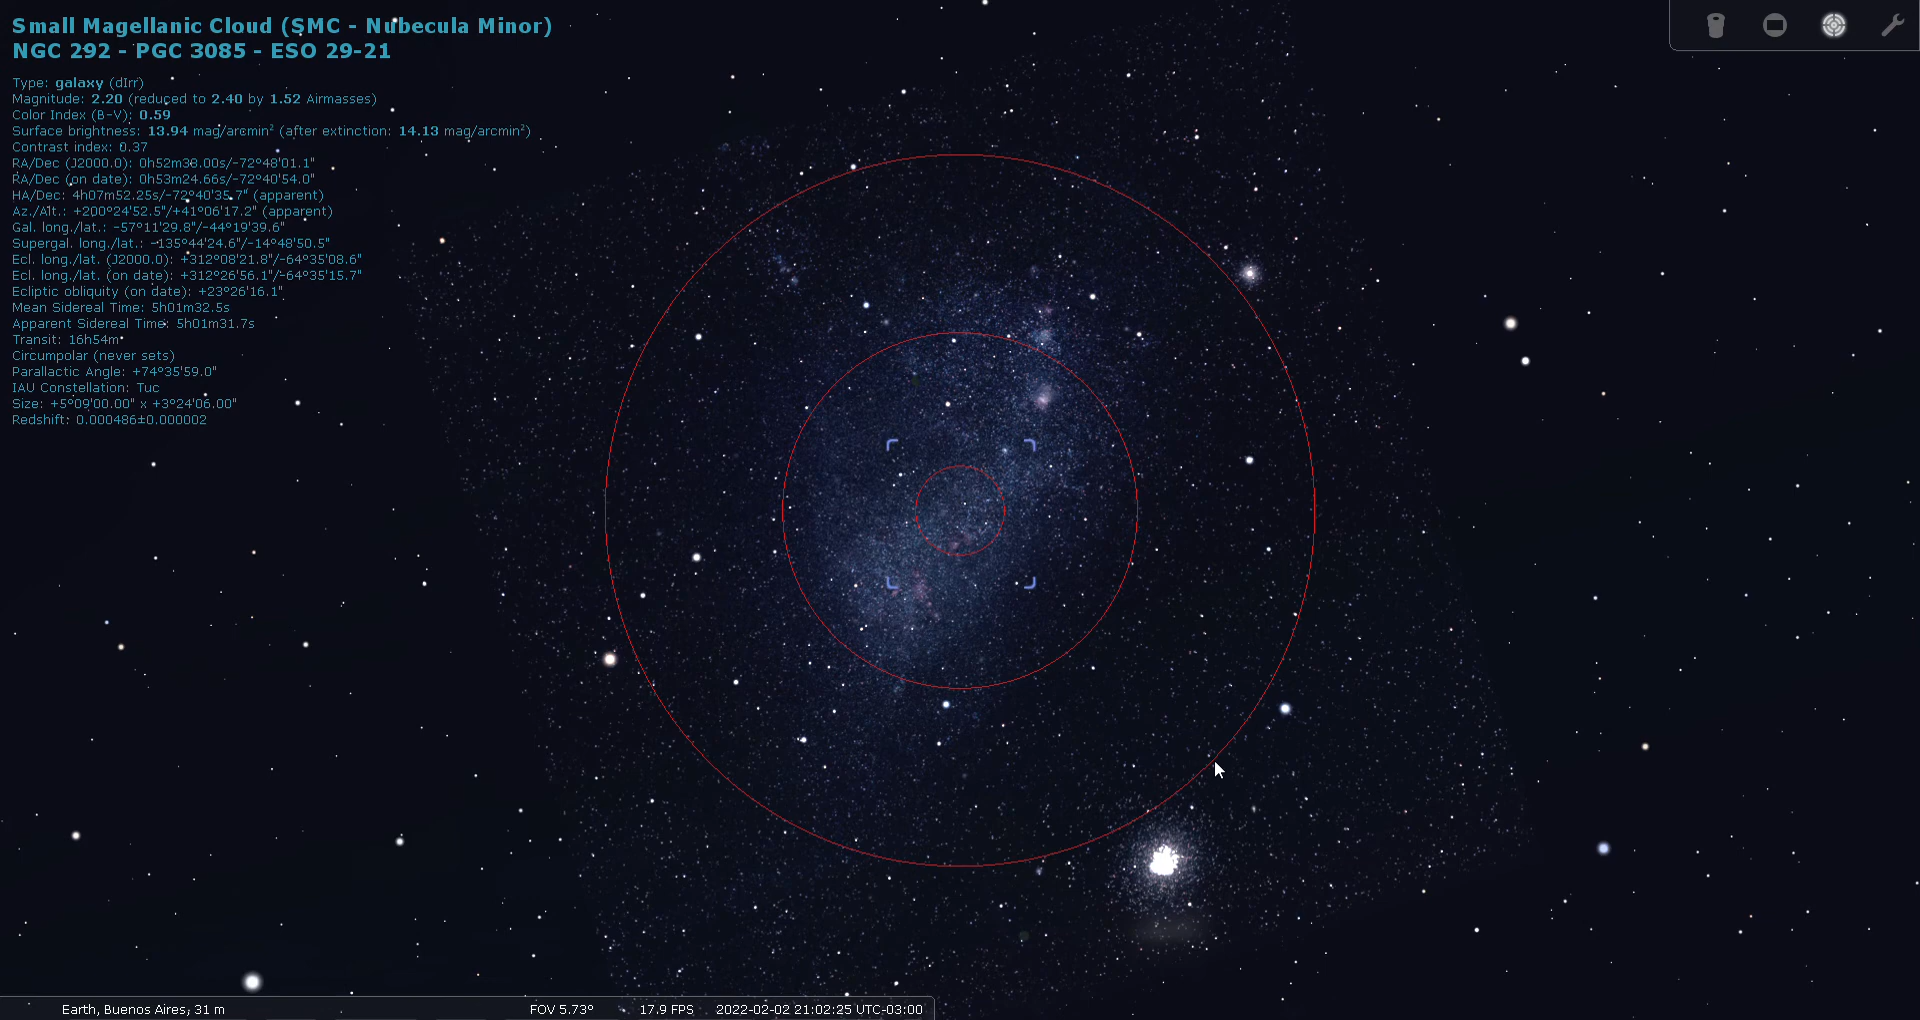 Small Magellanic Cloud (SMC - Nubecula Minor)
NGC 292 - PGC 3085 - ESO 29-21
Type: galaxy (dIrr)
Magnitude: 2.20 (reduced to 2.40 by 1.52 Airmasses)
Color Index (B-V): 0.59
Surface brightness: 13.94 mag/arcmin² (after extinction: 14.13 mag/arcmin²)
Contrast index: 0.37
RA/Dec (J2000.0): 0h52m38.00s/-72°48'01.1"
RA/Dec (on date): 0h53m24.66s/-72°40'54.0"
HA/Dec: 4h07m52.25s/-72°40'35.7" (apparent)
Az./Alt.: +200°24'52.5"/+41°06'17.2" (apparent)
Gal. long./lat.: -57°11'29.8"/-44°19'39.6"
Supergal. long./lat.: -135°44'24.6"/-14°48'50.5"
Ecl. long./lat. (J2000.0): +312°08'21.8"/-64°35'08.6"
Ecl. long./lat. (on date): +312°26'56.1"/-64°35'15.7"
Ecliptic obliquity (on date): +23°26'16.1"
Mean Sidereal Time: 5h01m32.5s
Apparent Sidereal Time: 5h01m31.7s
Transit: 16h54m
Circumpolar (never sets)
Parallactic Angle: +74°35'59.0"
IAU Constellation: Tuc
Size: +5°09'00.00" x +3°24'06.00"
Redshift: 0.000486±0.000002
Earth, Buenos Aires, 31 m FOV 5.73° 17.9 FPS 2022-02-02 21:02:25 UTC-03:00